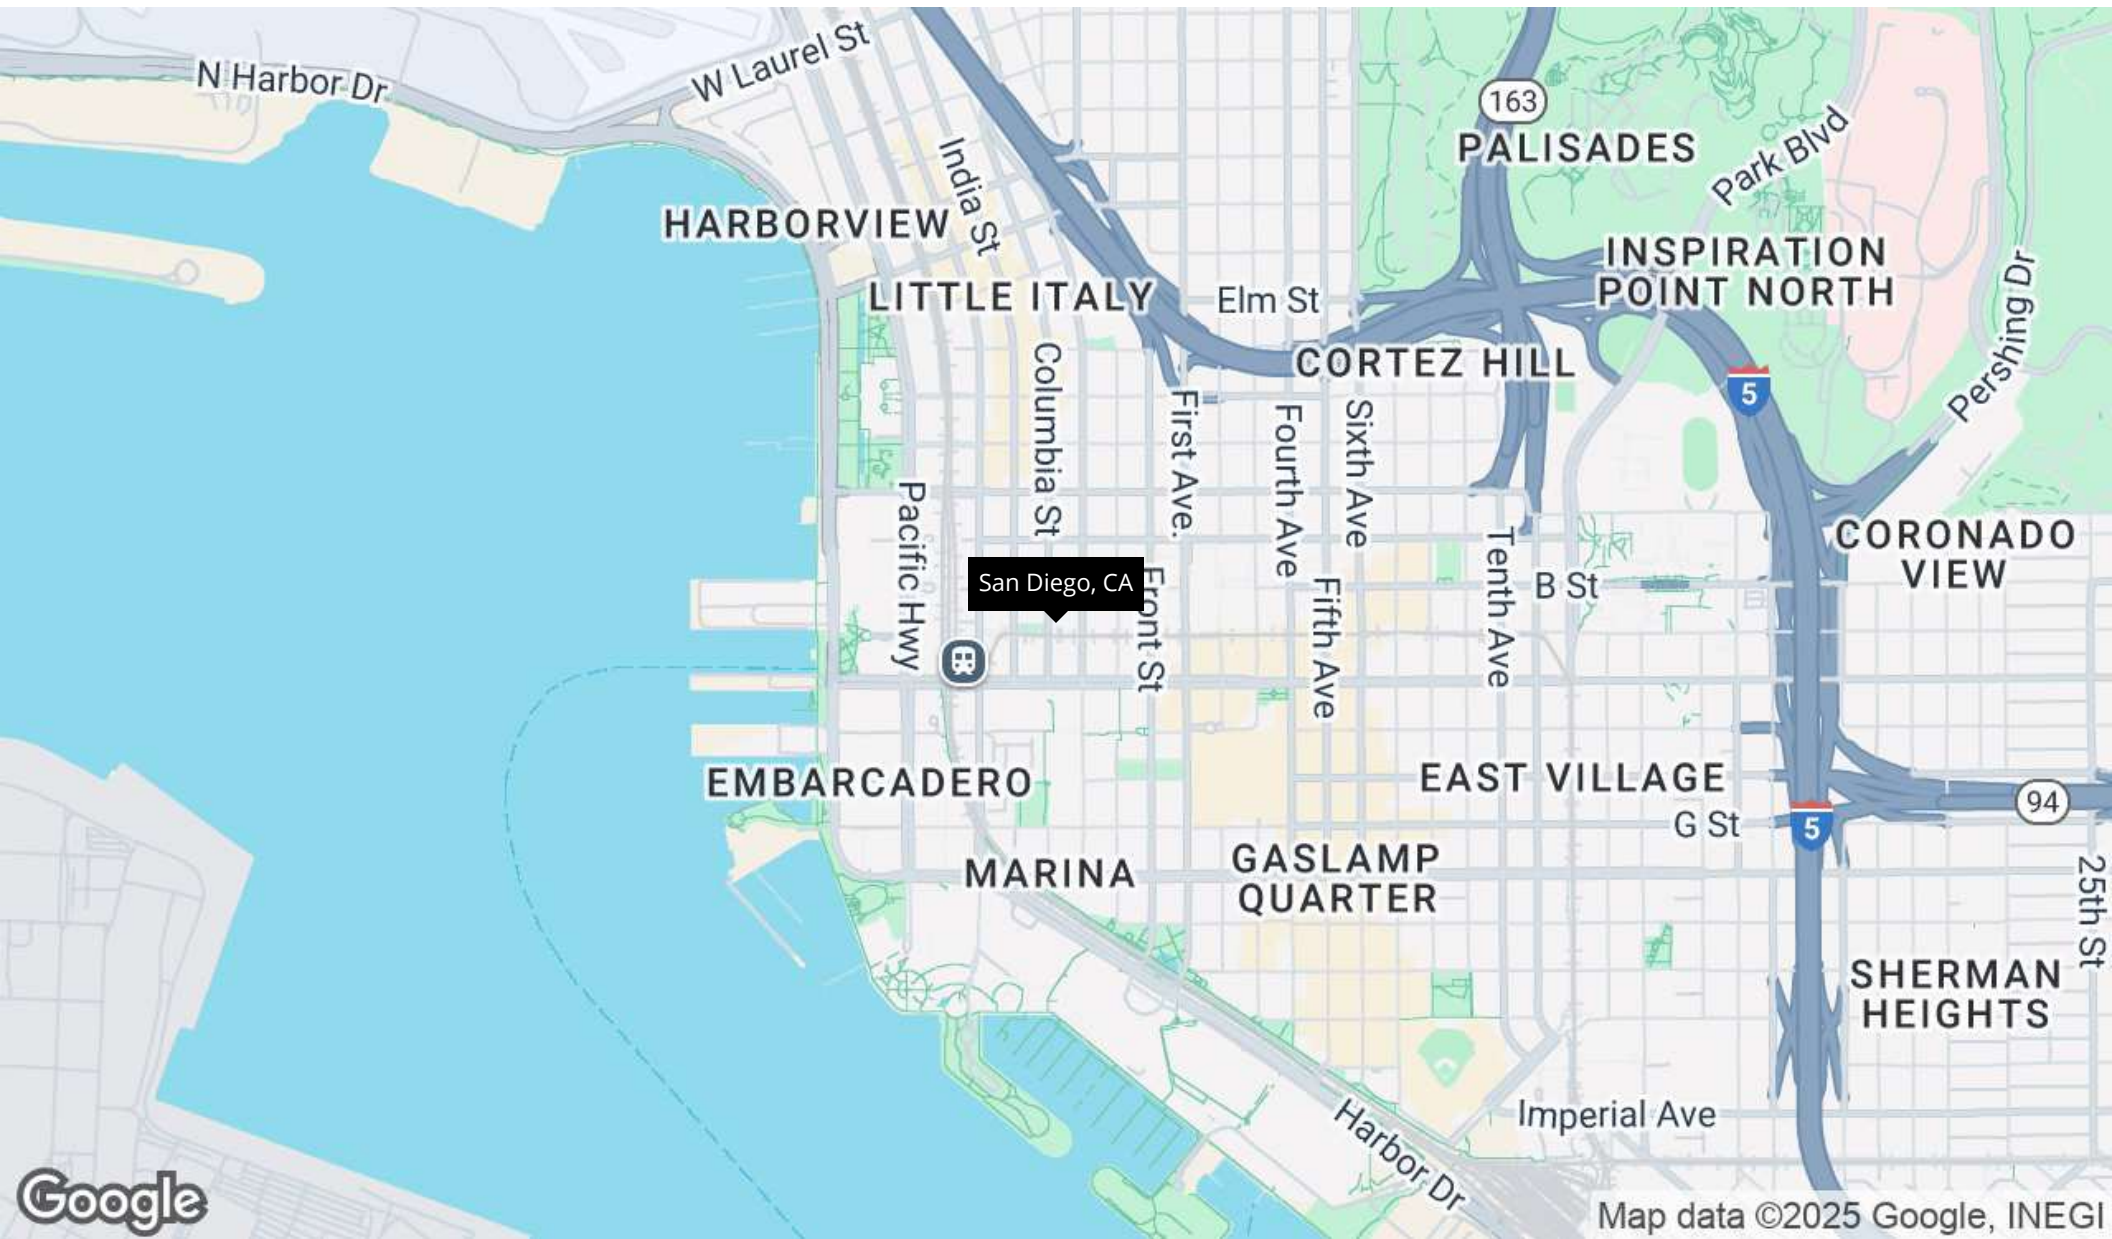 N Harbor Dr
W Laurel St
163
PALISADES
Park Blvd
India St
HARBORVIEW
INSPIRATION
POINT NORTH
LITTLE ITALY
Elm St
Pershing Dr
CORTEZ HILL
5
Columbia St
First Ave.
Fourth Ave
Sixth Ave
Pacific Hwy
CORONADO
VIEW
San Diego, CA
Front St
Fifth Ave
Tenth Ave
B St
EMBARCADERO
EAST VILLAGE
94
G St
5
MARINA
GASLAMP
QUARTER
25th St
SHERMAN
HEIGHTS
Imperial Ave
Harbor Dr
Google
Map data ©2025 Google, INEGI